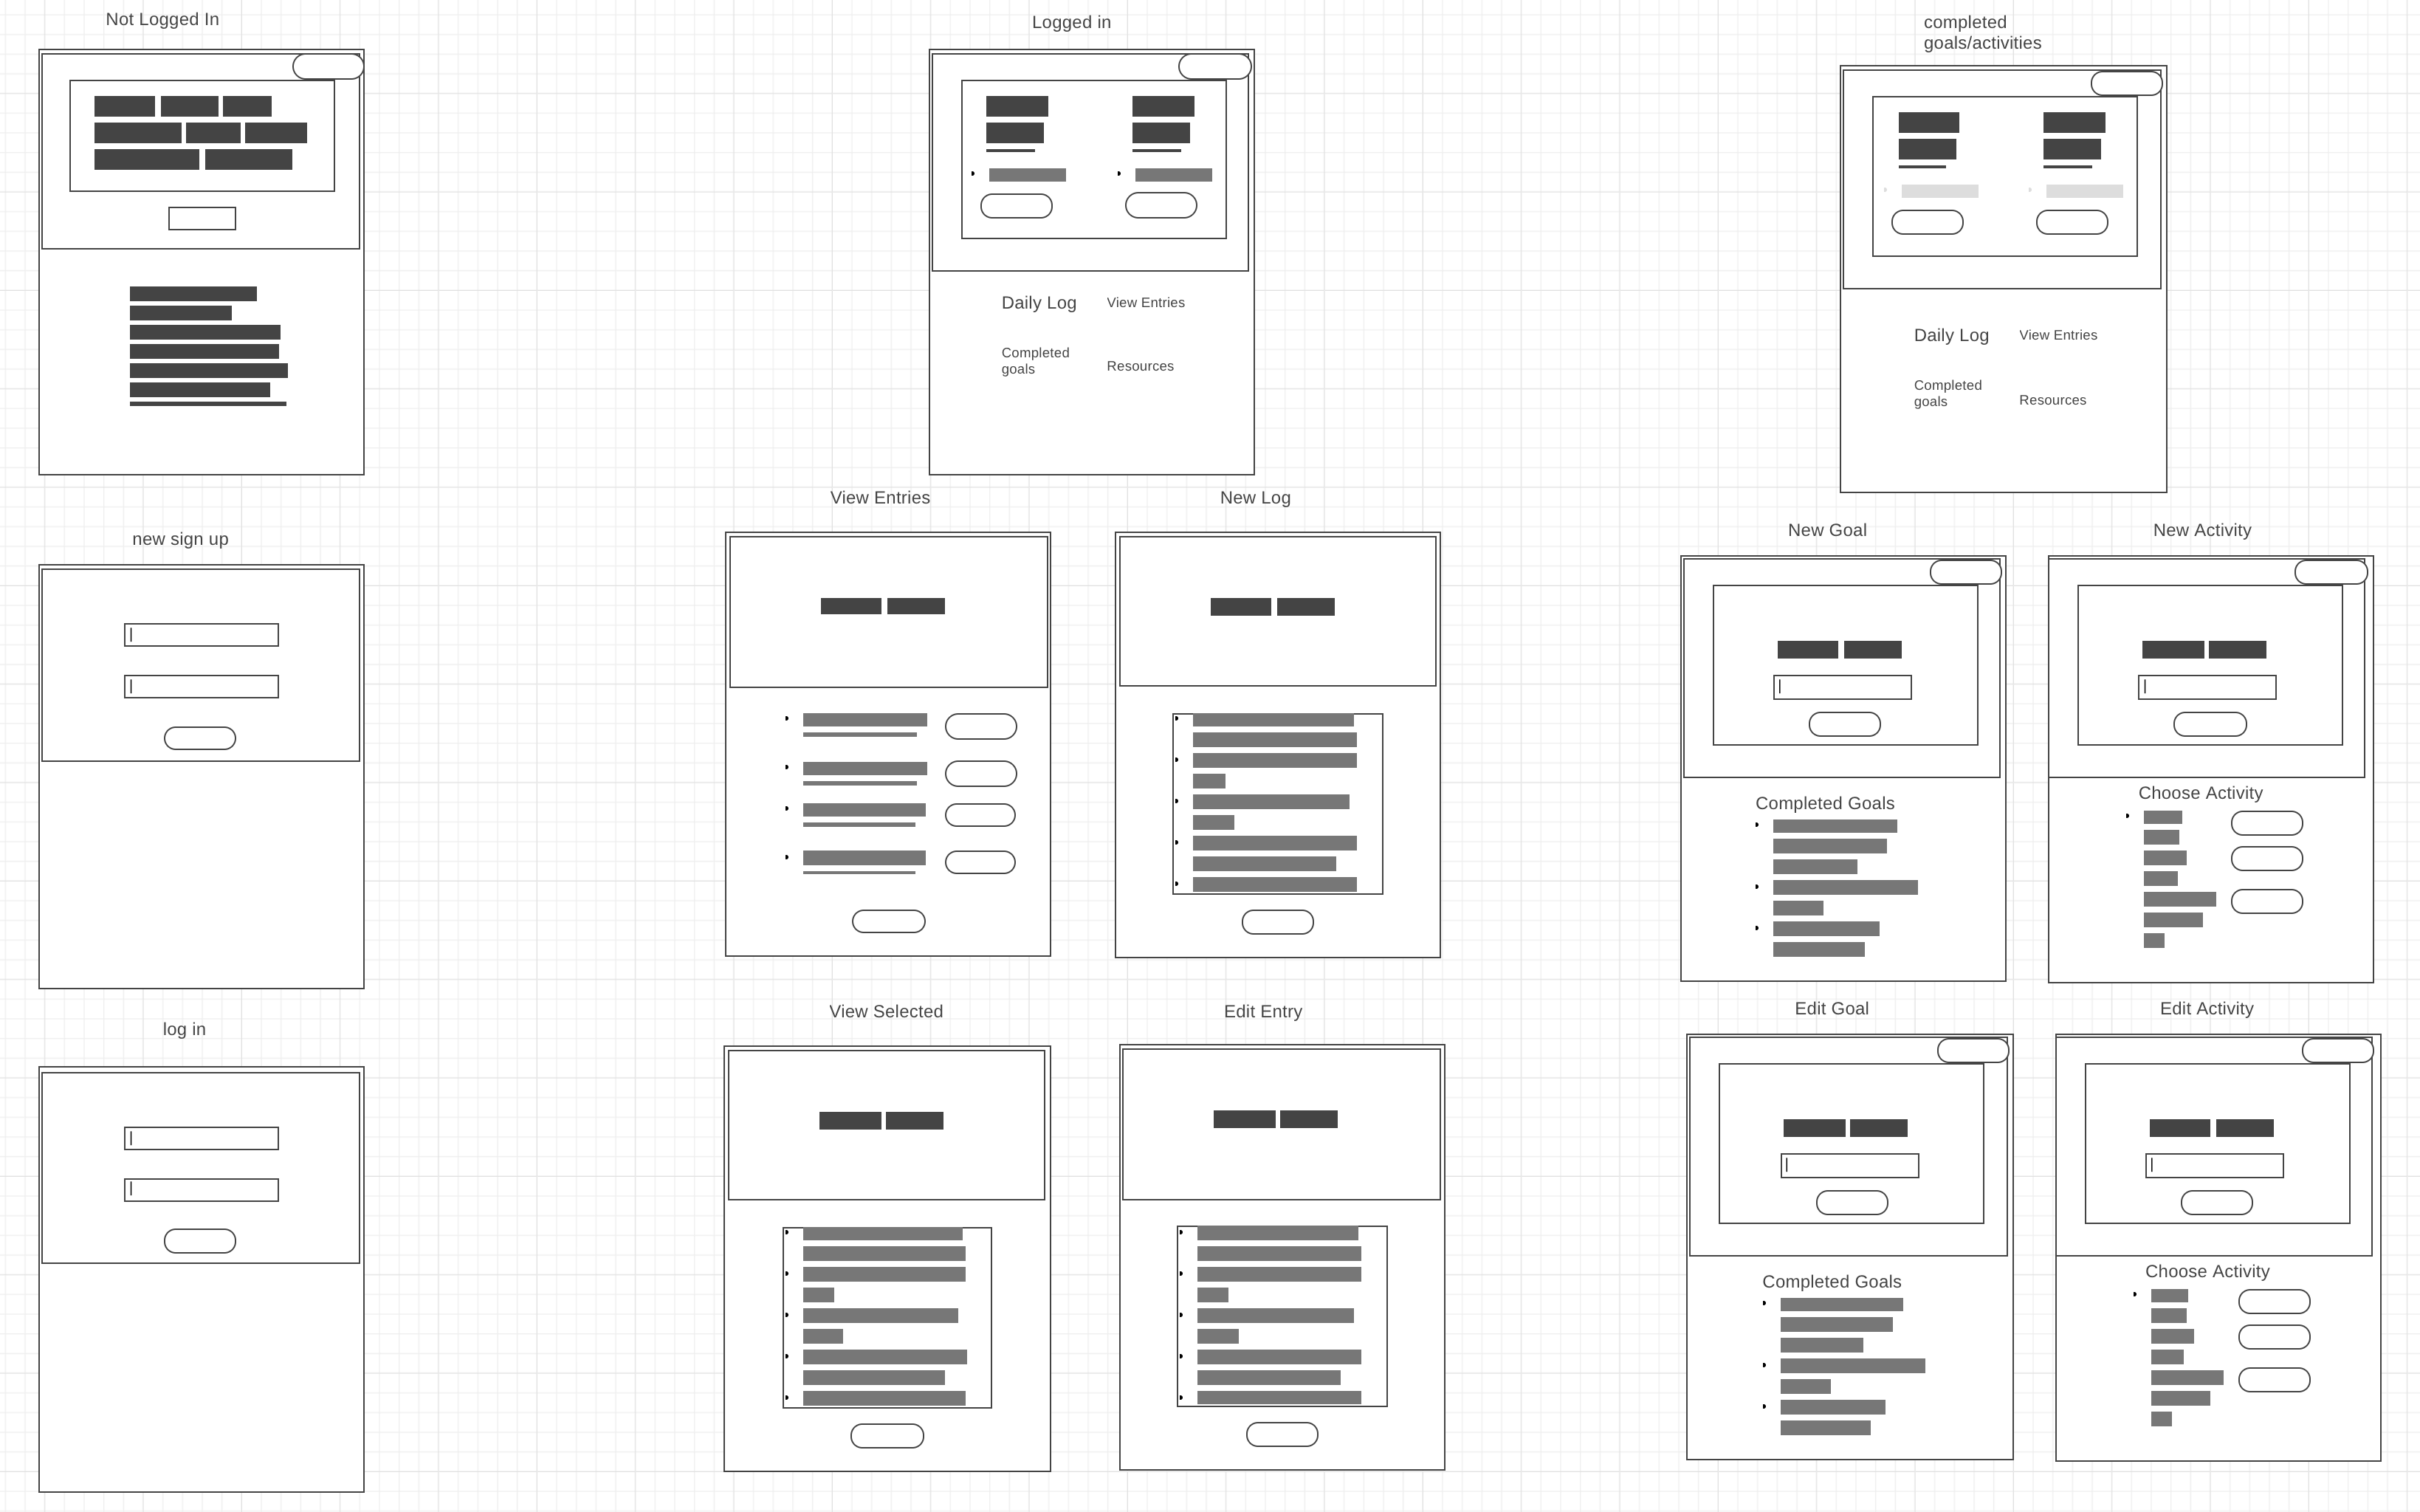 Not Logged In
Logged in
completed
goals/activities
Daily Log
View Entries
Completed
goals
Resources
Daily Log
View Entries
Completed
goals
Resources
new sign up
View Entries
New Log
New Goal
New Activity
Completed Goals
Choose Activity
log in
View Selected
Edit Entry
Edit Goal
Edit Activity
Completed Goals
Choose Activity